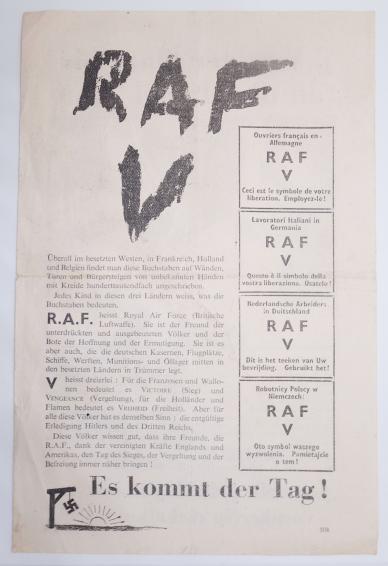 RAF
V
Überall im besetzten Westen, in Frankreich, Holland
und Belgien findet man diese Buchstaben auf Wänden,
Türen und Bürgersteigen von unbekannten Händen
mit Kreide hunderttausendfach angeschrieben.
Jedes Kind in diesen drei Ländern weiss, was die
Buchstaben bedeuten.
R.A.F. heisst Royal Air Force (Britische
Luftwaffe). Sie ist der Freund der
unterdrückten und ausgebeuteten Völker und der
Bote der Hoffnung und der Ermutigung. Sie ist es
aber auch, die die deutschen Kasernen, Flugplätze,
Schiffe, Werften, Munitions- und Öllager mitten in
den besetzten Ländern in Trümmer legt.
V heisst dreierlei: Für die Franzosen und Wallo-
nen bedeutet es VICTOIRE (Sieg) und
VENGEANCE (Vergeltung), für die Holländer und
Flamen bedeutet es VRIJHEID (Freiheit). Aber für
alle diese Völker hat es denselben Sinn: die entgültige
Erledigung Hitlers und des Dritten Reichs,
Diese Völker wissen gut, dass ihre Freunde, die
R.A.F., dank der vereinigten Kräfte Englands und
Amerikas, den Tag des Sieges, der Vergeltung und der
Befreiung immer näher bringen!
Ouvriers français en -
Allemagne
RAF
V
Ceci est le symbole de votre
liberation. Employez-le!
Lavoratori Italiani in
Germania
RAF
V
Questo è il simbolo della
vostra liberazione. Usatelo!
Nederlandsche Arbeiders
in Duitschland
RAF
V
Dit is het teeken van Uw
bevrijding. Gebruikt het!
Robotnicy Polscy w
Niemczech:
RAF
V
Oto symbol waszego
wyzwolenia. Pamietajcie
o tem!
Es kommt der Tag!